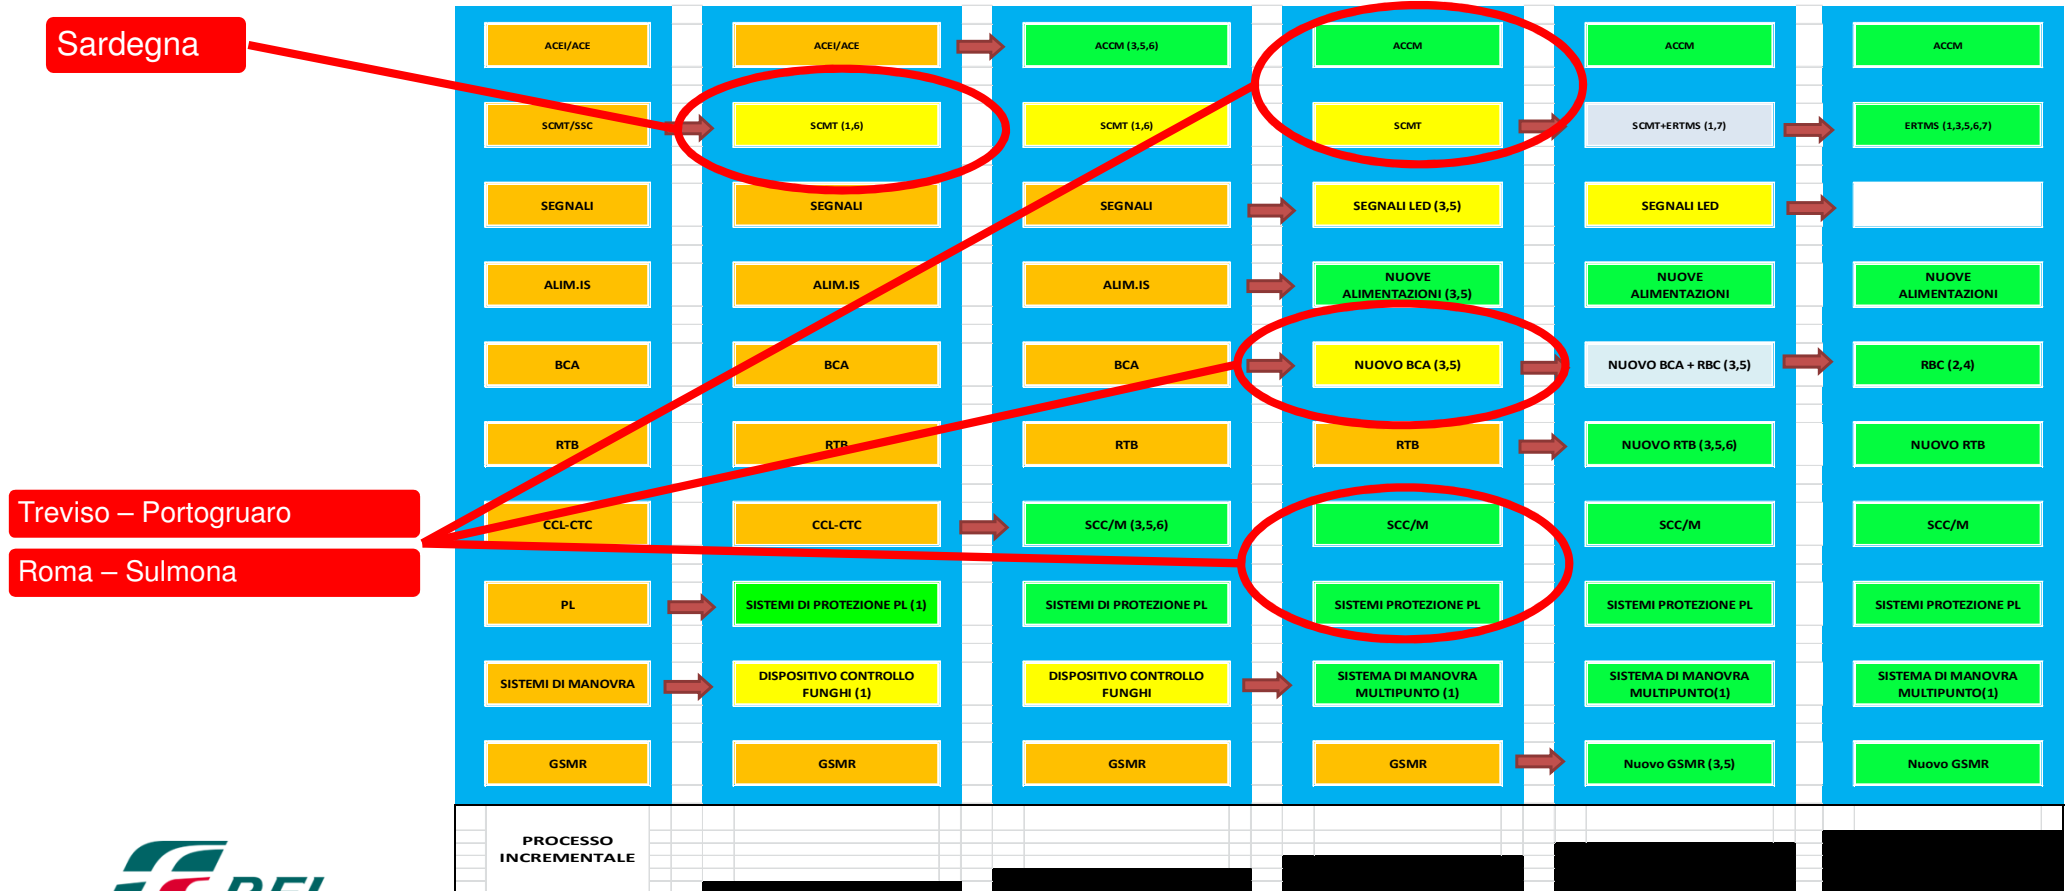 Sardegna
ACEI/ACE
ACEI/ACE
ACCM (3,5,6)
ACCM
ACCM
ACCM
SCMT/SSC
SCMT (1,6)
SCMT (1,6)
SCMT
SCMT+ERTMS (1,7)
ERTMS (1,3,5,6,7)
SEGNALI
SEGNALI
SEGNALI
SEGNALI LED (3,5)
SEGNALI LED
ALIM.IS
ALIM.IS
ALIM.IS
NUOVE
ALIMENTAZIONI (3,5)
NUOVE
ALIMENTAZIONI
NUOVE
ALIMENTAZIONI
BCA
BCA
BCA
NUOVO BCA (3,5)
NUOVO BCA + RBC (3,5)
RBC (2,4)
RTB
RTB
RTB
RTB
NUOVO RTB (3,5,6)
NUOVO RTB
Treviso – Portogruaro
CCL-CTC
CCL-CTC
SCC/M (3,5,6)
SCC/M
SCC/M
SCC/M
Roma – Sulmona
PL
SISTEMI DI PROTEZIONE PL (1)
SISTEMI DI PROTEZIONE PL
SISTEMI PROTEZIONE PL
SISTEMI PROTEZIONE PL
SISTEMI PROTEZIONE PL
SISTEMI DI MANOVRA
DISPOSITIVO CONTROLLO
FUNGHI (1)
DISPOSITIVO CONTROLLO
FUNGHI
SISTEMA DI MANOVRA
MULTIPUNTO (1)
SISTEMA DI MANOVRA
MULTIPUNTO(1)
SISTEMA DI MANOVRA
MULTIPUNTO(1)
GSMR
GSMR
GSMR
GSMR
Nuovo GSMR (3,5)
Nuovo GSMR
PROCESSO
INCREMENTALE
RFI